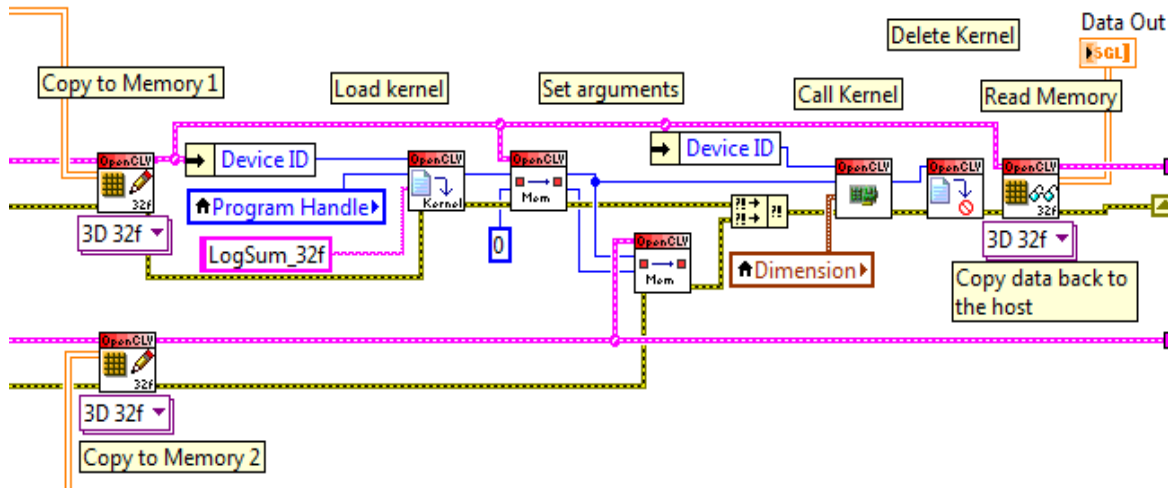 Delete Kernel
Data Out
SGL
Copy to Memory 1
Load kernel
Set arguments
Call Kernel
Read Memory
OpenCLV
32f
3D 32f
Device ID
Program Handle
LogSum_32f
OpenCLV
Kernel
0
OpenCLV
Mem
OpenCLV
Mem
Device ID
?!
?!
?!
Dimension
OpenCLV
OpenCLV
OpenCLV
32f
3D 32f
Copy data back to
the host
OpenCLV
32f
3D 32f
Copy to Memory 2